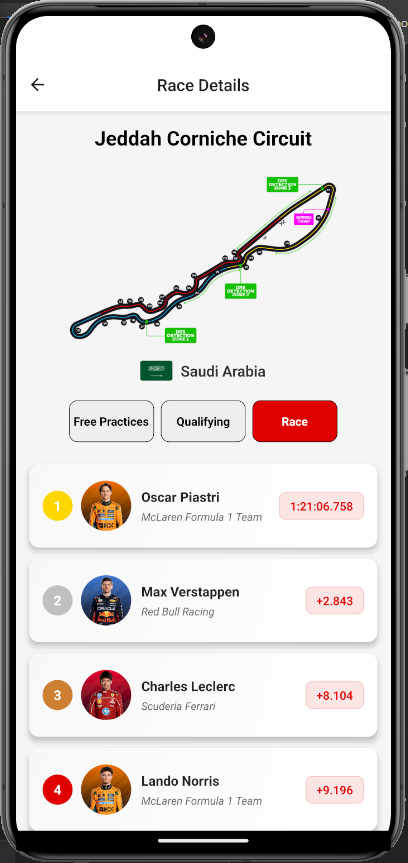 Race Details
Jeddah Corniche Circuit
DRS
DETECTION
ZONE 3
SPEED
TRAP
DRS
DETECTION
ZONE 2
DRS
DETECTION
ZONE 1
Saudi Arabia
Free Practices
Qualifying
Race
1
Oscar Piastri
1:21:06.758
McLaren Formula 1 Team
2
Max Verstappen
+2.843
Red Bull Racing
ORACLE
Red Bull
3
Charles Leclerc
+8.104
Scuderia Ferrari
4
Lando Norris
+9.196
McLaren Formula 1 Team